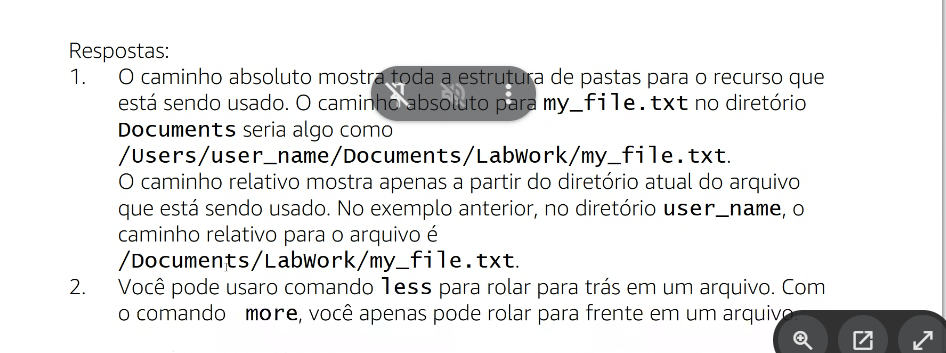 Respostas:
1. O caminho absoluto mostra toda a estrutura de pastas para o recurso que
está sendo usado. O caminho absoluto para my_file.txt no diretório
Documents seria algo como
/Users/user_name/Documents/LabWork/my_file.txt.
O caminho relativo mostra apenas a partir do diretório atual do arquivo
que está sendo usado. No exemplo anterior, no diretório user_name, o
caminho relativo para o arquivo é
/Documents/LabWork/my_file.txt.
2. Você pode usaro comando less para rolar para trás em um arquivo. Com
o comando more, você apenas pode rolar para frente em um arquivo.